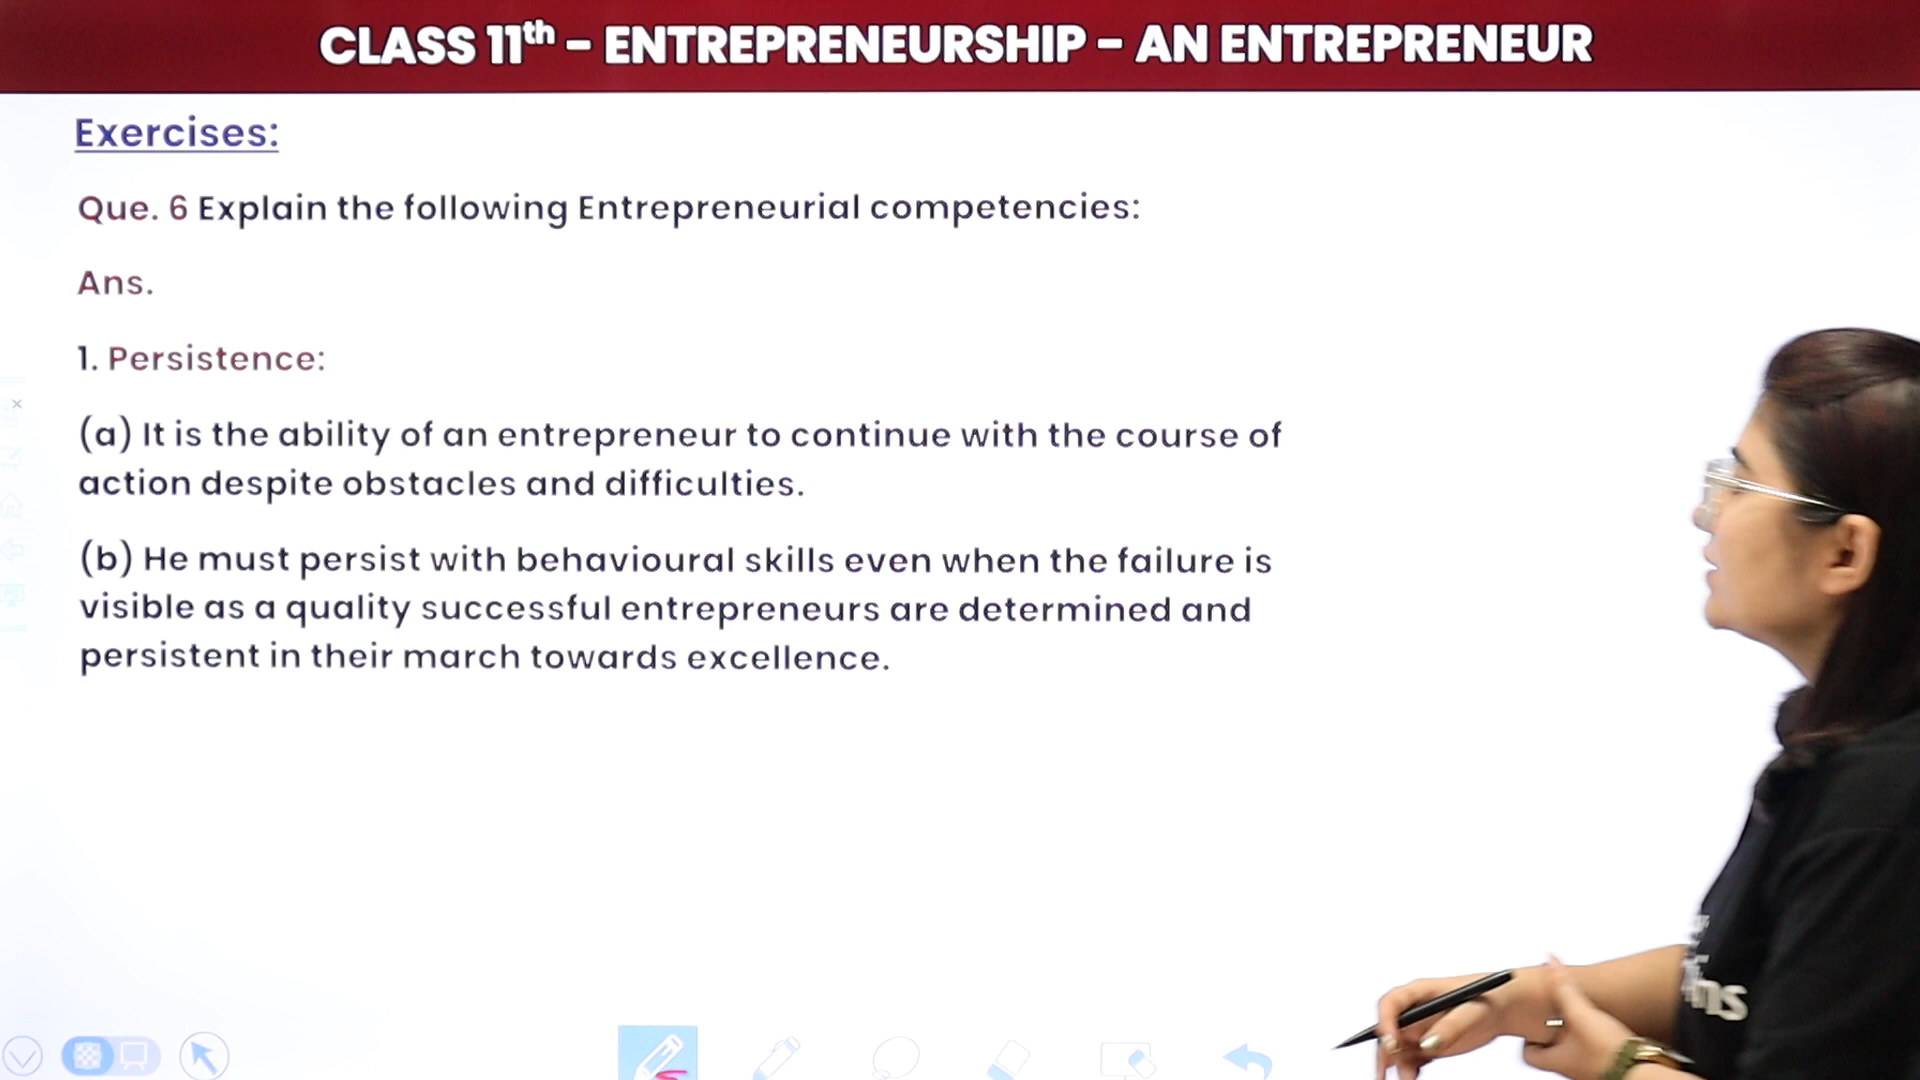 CLASS 11th – ENTREPRENEURSHIP – AN ENTREPRENEUR
Exercises:
Que. 6 Explain the following Entrepreneurial competencies:
Ans.
1. Persistence:
(a) It is the ability of an entrepreneur to continue with the course of
action despite obstacles and difficulties.
(b) He must persist with behavioural skills even when the failure is
visible as a quality successful entrepreneurs are determined and
persistent in their march towards excellence.